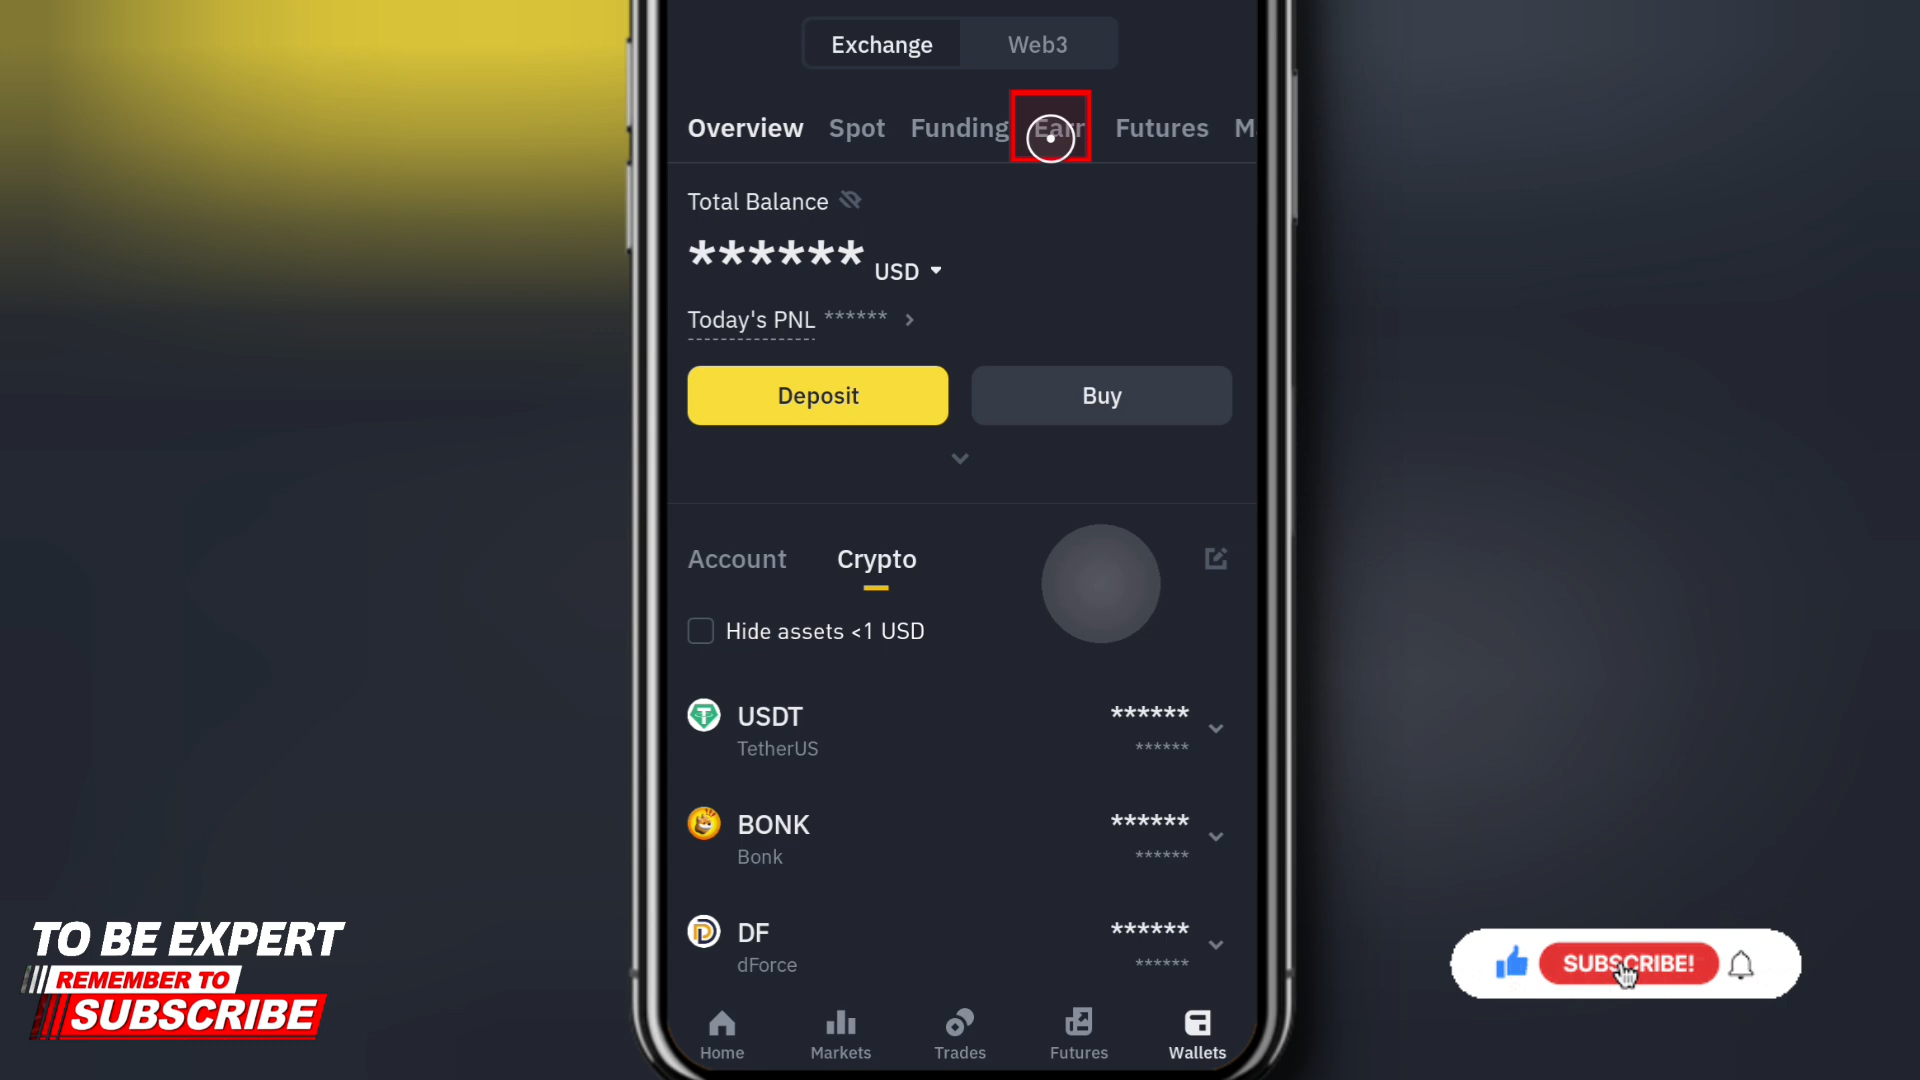 Exchange Web3
Overview Spot Funding Earn Futures M
Total Balance
****** USD
Today's PNL ******
Deposit Buy
Account Crypto
Hide assets <1 USD
USDT ******
TetherUS ******
BONK ******
Bonk ******
DF ******
dForce ******
Home Markets Trades Futures Wallets
TO BE EXPERT
REMEMBER TO
SUBSCRIBE
SUBSCRIBE!